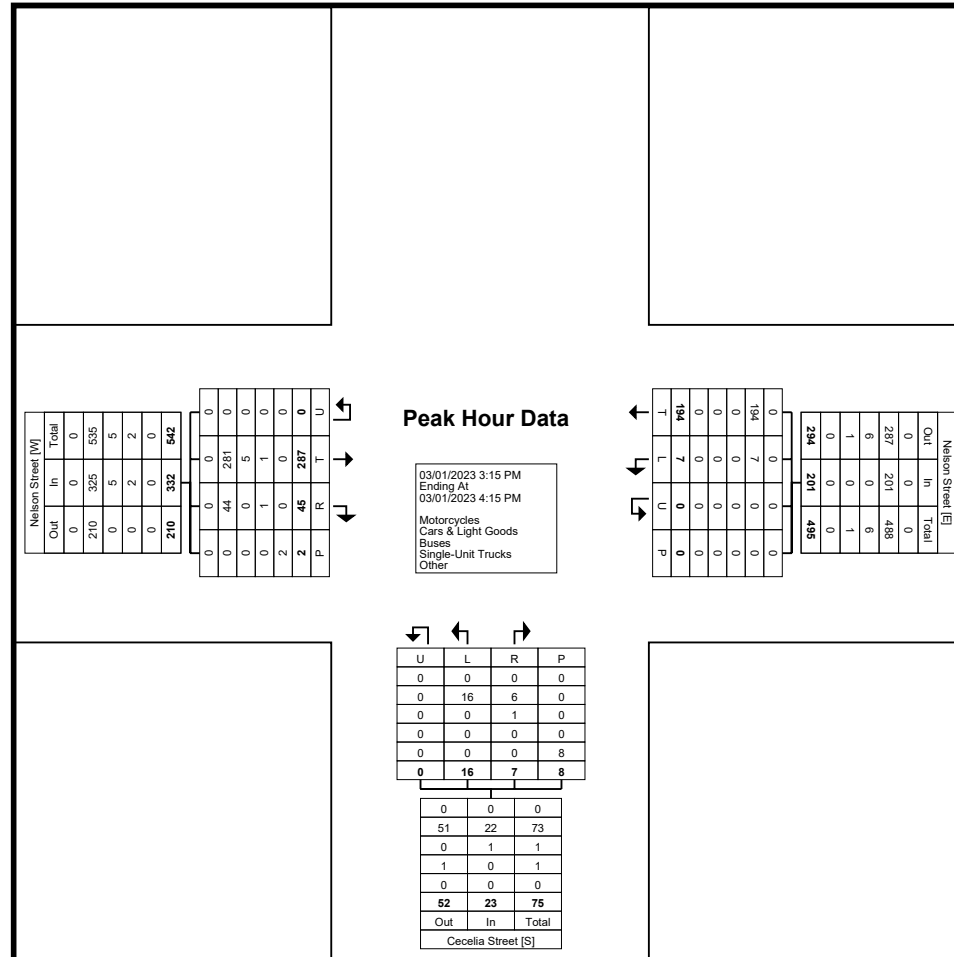 Peak Hour Data
03/01/2023 3:15 PM
Ending At
03/01/2023 4:15 PM
Motorcycles
Cars & Light Goods
Buses
Single-Unit Trucks
Other
Nelson Street [W]
Out In Total
0 0 0
210 325 535
0 5 5
0 2 2
0 0 0
210 332 542
U T R P
0 287 45 2
0 0 0 2
0 1 1 0
0 5 0 0
0 281 44 0
0 0 0 0
Nelson Street [E]
Out In Total
0 0 0
287 201 488
6 0 6
1 0 1
0 0 0
294 201 495
0 0 0 0
194 7 0 0
0 0 0 0
0 0 0 0
0 0 0 0
194 7 0 0
T L U P
U L R P
0 0 0 0
0 16 6 0
0 0 1 0
0 0 0 0
0 0 0 8
0 16 7 8
0 0 0
51 22 73
0 1 1
1 0 1
0 0 0
52 23 75
Out In Total
Cecelia Street [S]